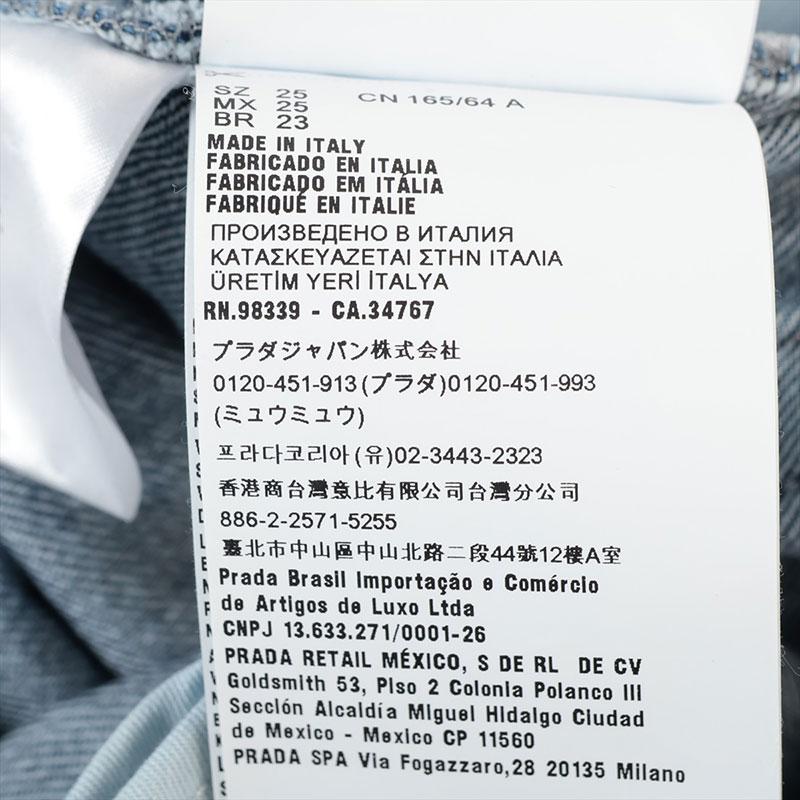 SZ 25
MX 25 CN 165/64 A
BR 23
MADE IN ITALY
FABRICADO EN ITALIA
FABRICADO EM ITÁLIA
FABRIQUÉ EN ITALIE
ПРОИЗВЕДЕНО В ИТАЛИЯ
ΚΑΤΑΣΚΕΥΑΖΕΤΑΙ ΣΤΗΝ ΙΤΑΛΙΑ
ÜRETİM YERİ İTALYA
RN.98339 - CA.34767
プラダジャパン株式会社
0120-451-913(プラダ)0120-451-993
(ミュウミュウ)
프라다코리아(유)02-3443-2323
香港商台灣意比有限公司台灣分公司
886-2-2571-5255
臺北市中山區中山北路二段44號12樓A室
Prada Brasil Importação e Comércio
de Artigos de Luxo Ltda
CNPJ 13.633.271/0001-26
PRADA RETAIL MÉXICO, S DE RL DE CV
Goldsmith 53, Piso 2 Colonia Polanco III
Sección Alcaldía Miguel Hidalgo Ciudad
de Mexico - Mexico CP 11560
PRADA SPA Via Fogazzaro,28 20135 Milano